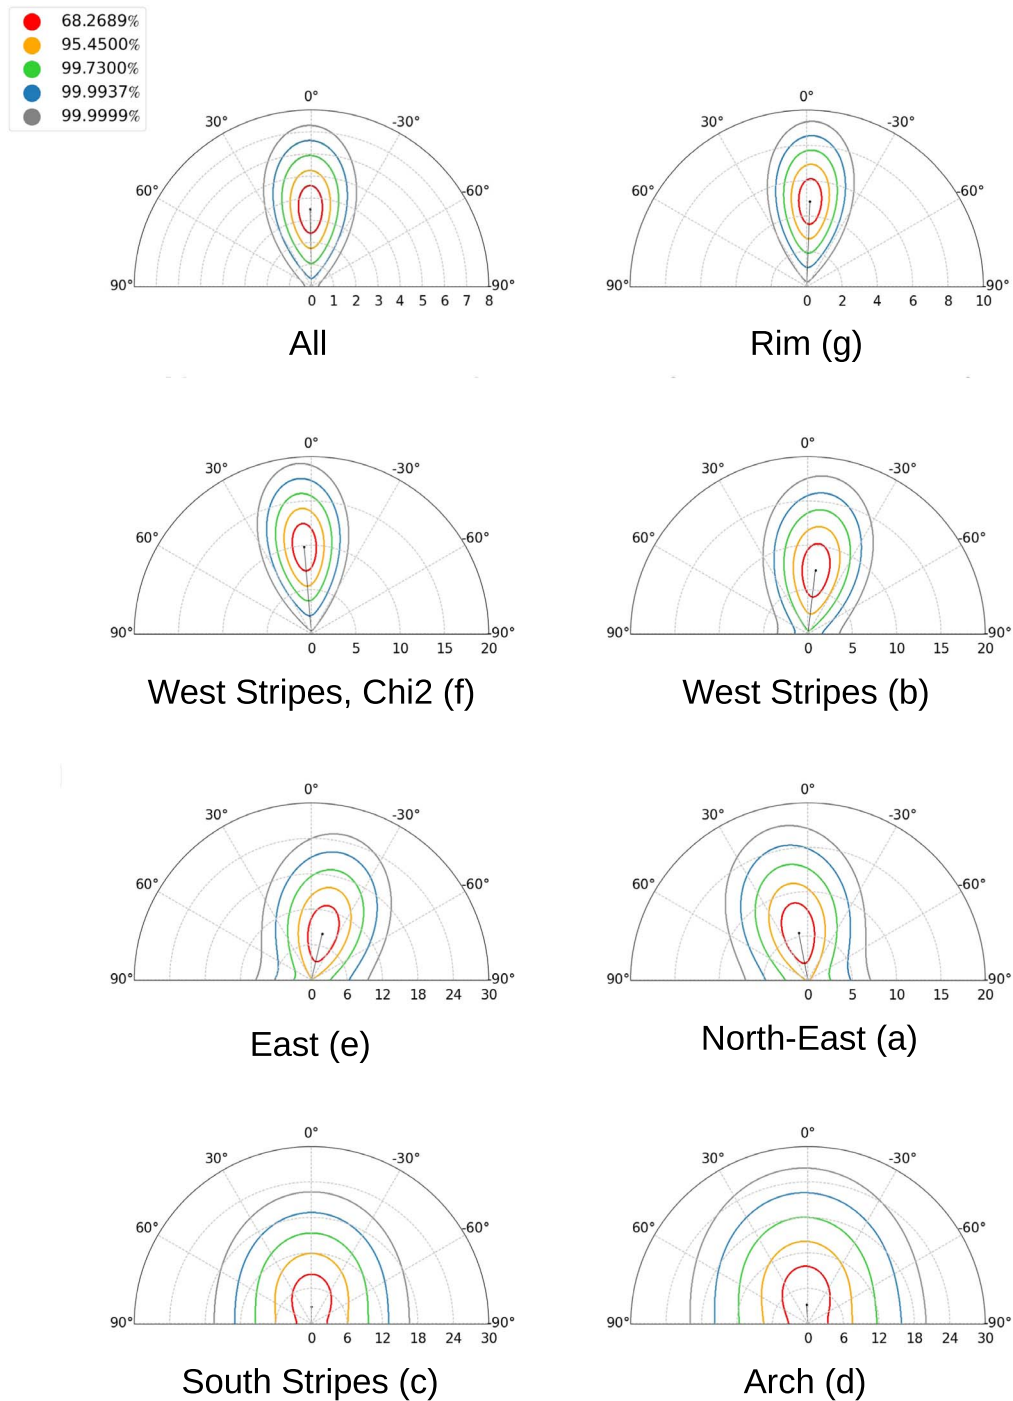 68.2689%
95.4500%
99.7300%
99.9937%
99.9999%
0° 0°
30° -30° 30° -30°
60° -60° 60° -60°
90° -90° 90° -90°
0 1 2 3 4 5 6 7 8 0 2 4 6 8 10
All Rim (g)
0° 0°
30° -30° 30° -30°
60° -60° 60° -60°
90° -90° 90° -90°
0 5 10 15 20 0 5 10 15 20
West Stripes, Chi2 (f) West Stripes (b)
0° 0°
30° -30° 30° -30°
60° -60° 60° -60°
90° -90° 90° -90°
0 6 12 18 24 30 0 5 10 15 20
East (e) North-East (a)
0° 0°
30° -30° 30° -30°
60° -60° 60° -60°
90° -90° 90° -90°
0 6 12 18 24 30 0 6 12 18 24 30
South Stripes (c) Arch (d)